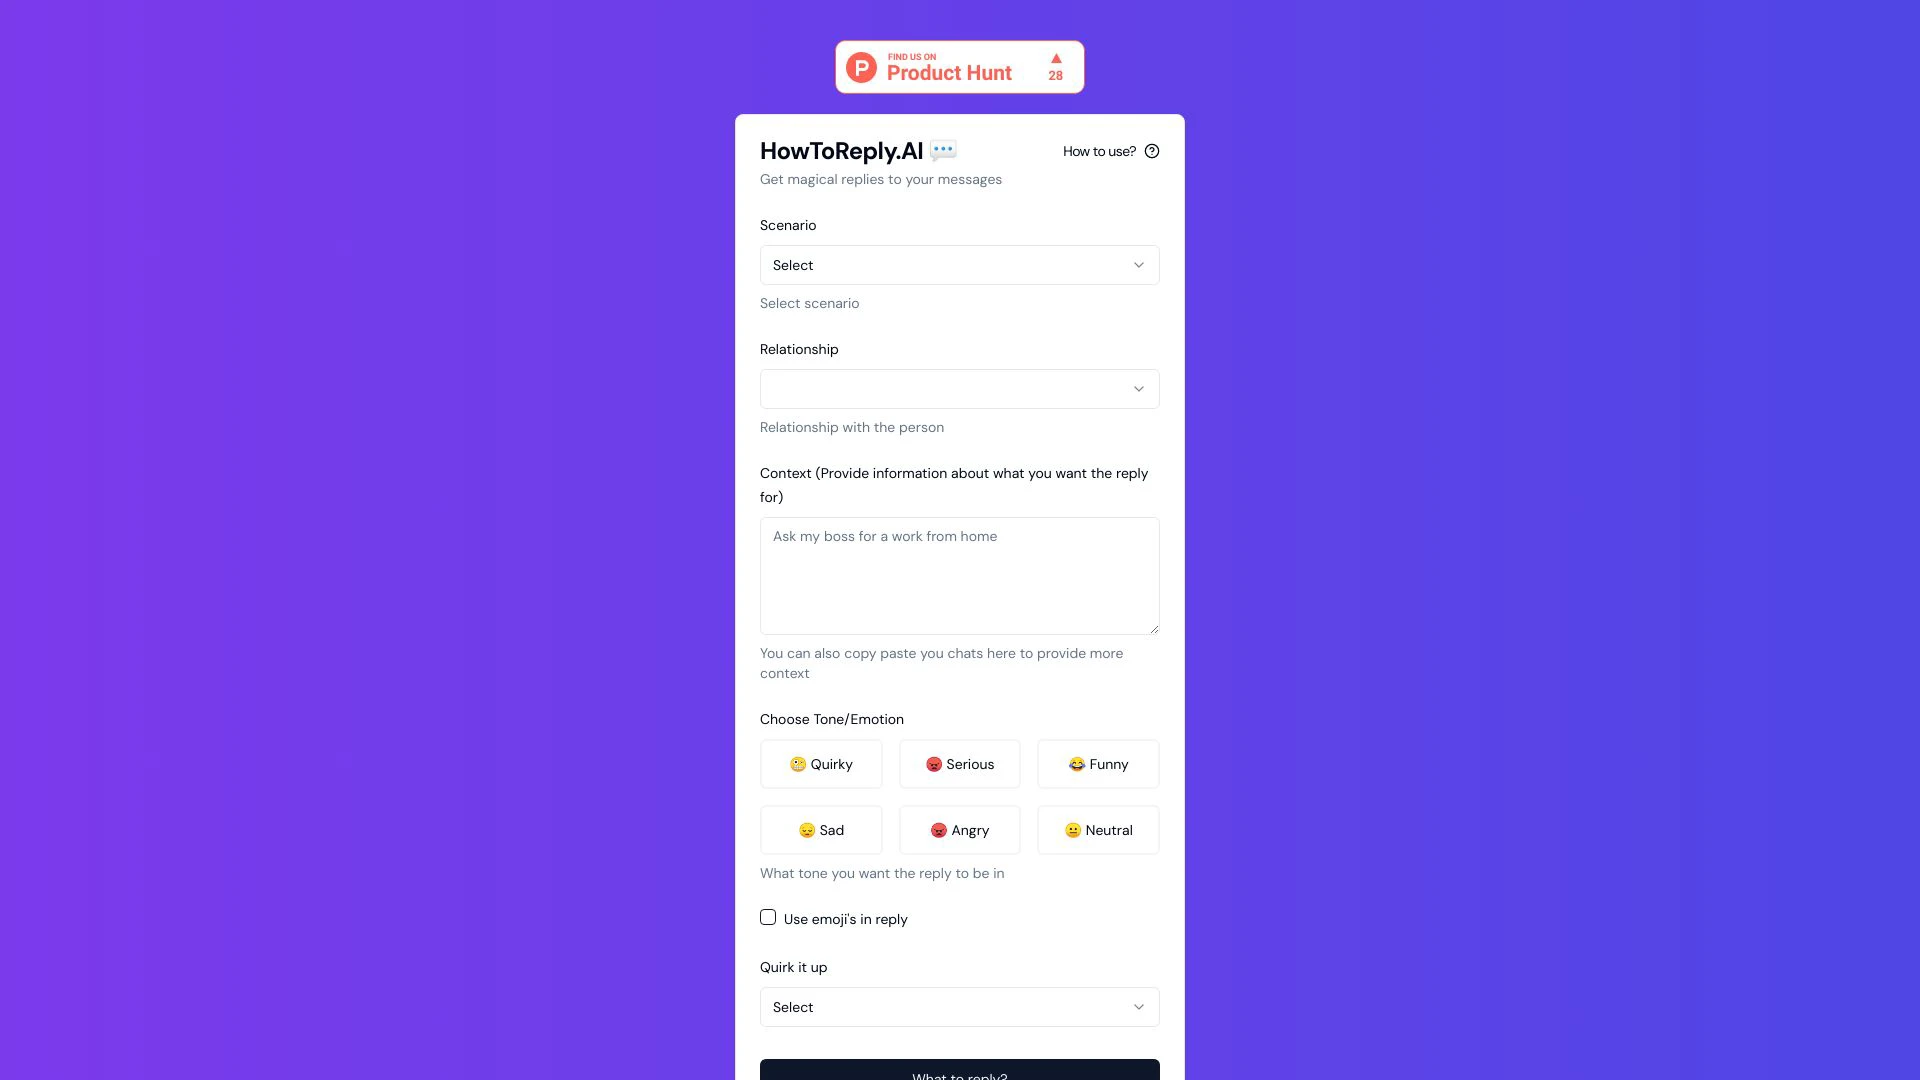 FIND US ON
Product Hunt
28
HowToReply.AI 💬
How to use?
Get magical replies to your messages
Scenario
Select
Select scenario
Relationship
Relationship with the person
Context (Provide information about what you want the reply
for)
Ask my boss for a work from home
You can also copy paste you chats here to provide more
context
Choose Tone/Emotion
🤪 Quirky
😡 Serious
😂 Funny
😔 Sad
😡 Angry
😐 Neutral
What tone you want the reply to be in
Use emoji's in reply
Quirk it up
Select
What to reply?